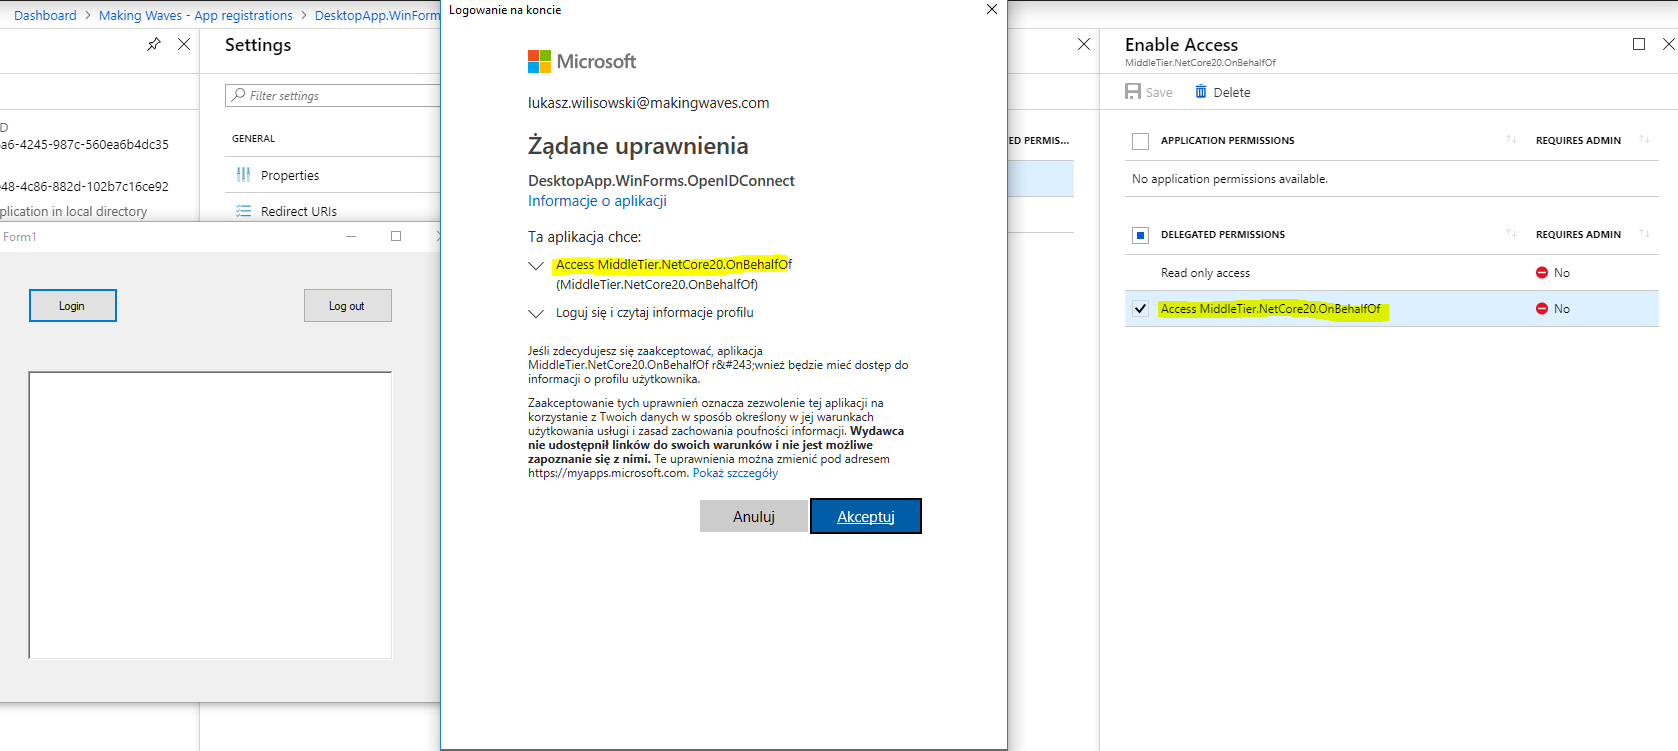 Dashboard > Making Waves - App registrations > DesktopApp.WinForm
Settings
Filter settings
D
a6-4245-987c-560ea6b4dc35
48-4c86-882d-102b7c16ce92
plication in local directory
GENERAL
Properties
Redirect URIs
Form1
Login
Log out
Logowanie na koncie
Microsoft
lukasz.wilisowski@makingwaves.com
Żądane uprawnienia
DesktopApp.WinForms.OpenIDConnect
Informacje o aplikacji
Ta aplikacja chce:
Access MiddleTier.NetCore20.OnBehalfOf
(MiddleTier.NetCore20.OnBehalfOf)
Loguj się i czytaj informacje profilu
Jeśli zdecydujesz się zaakceptować, aplikacja
MiddleTier.NetCore20.OnBehalfOf r&#243;wnież będzie mieć dostęp do
informacji o profilu użytkownika.
Zaakceptowanie tych uprawnień oznacza zezwolenie tej aplikacji na
korzystanie z Twoich danych w sposób określony w jej warunkach
użytkowania usługi i zasad zachowania poufności informacji. Wydawca
nie udostępnił linków do swoich warunków i nie jest możliwe
zapoznanie się z nimi. Te uprawnienia można zmienić pod adresem
https://myapps.microsoft.com. Pokaż szczegóły
Anuluj
Akceptuj
ED PERMIS...
Enable Access
MiddleTier.NetCore20.OnBehalfOf
Save
Delete
APPLICATION PERMISSIONS REQUIRES ADMIN
No application permissions available.
DELEGATED PERMISSIONS REQUIRES ADMIN
Read only access No
Access MiddleTier.NetCore20.OnBehalfOf No